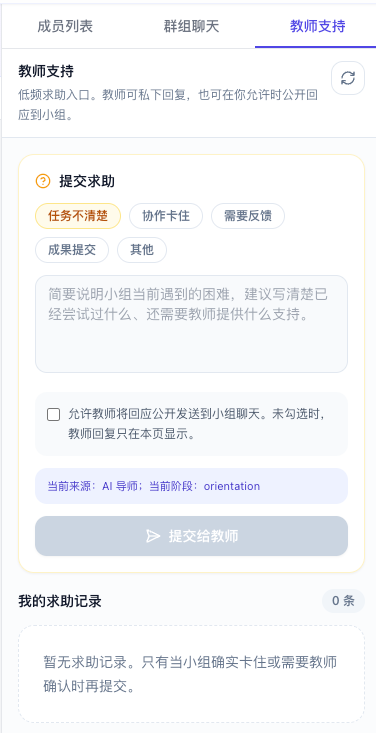 成员列表 群组聊天 教师支持
教师支持
低频求助入口。教师可私下回复，也可在你允许时公开回
应到小组。
提交求助
任务不清楚 协作卡住 需要反馈
成果提交 其他
简要说明小组当前遇到的困难，建议写清楚已
经尝试过什么、还需要教师提供什么支持。
允许教师将回应公开发送到小组聊天。未勾选时，
教师回复只在本页显示。
当前来源：AI 导师；当前阶段：orientation
提交给教师
我的求助记录 0 条
暂无求助记录。只有当小组确实卡住或需要教师
确认时再提交。